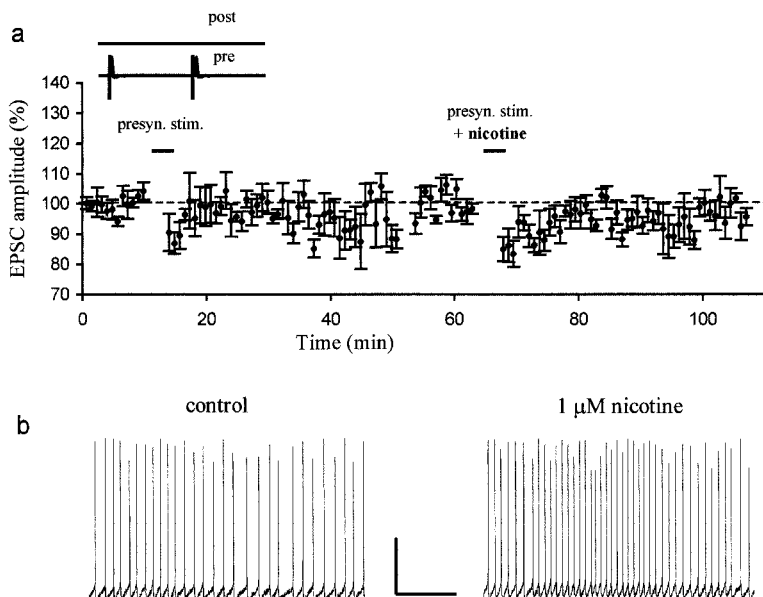 a
post
pre
presyn. stim.
presyn. stim.
+ nicotine
EPSC amplitude (%)
140
130
120
110
100
90
80
70
0
20
40
60
80
100
Time (min)
b
control
1 μM nicotine